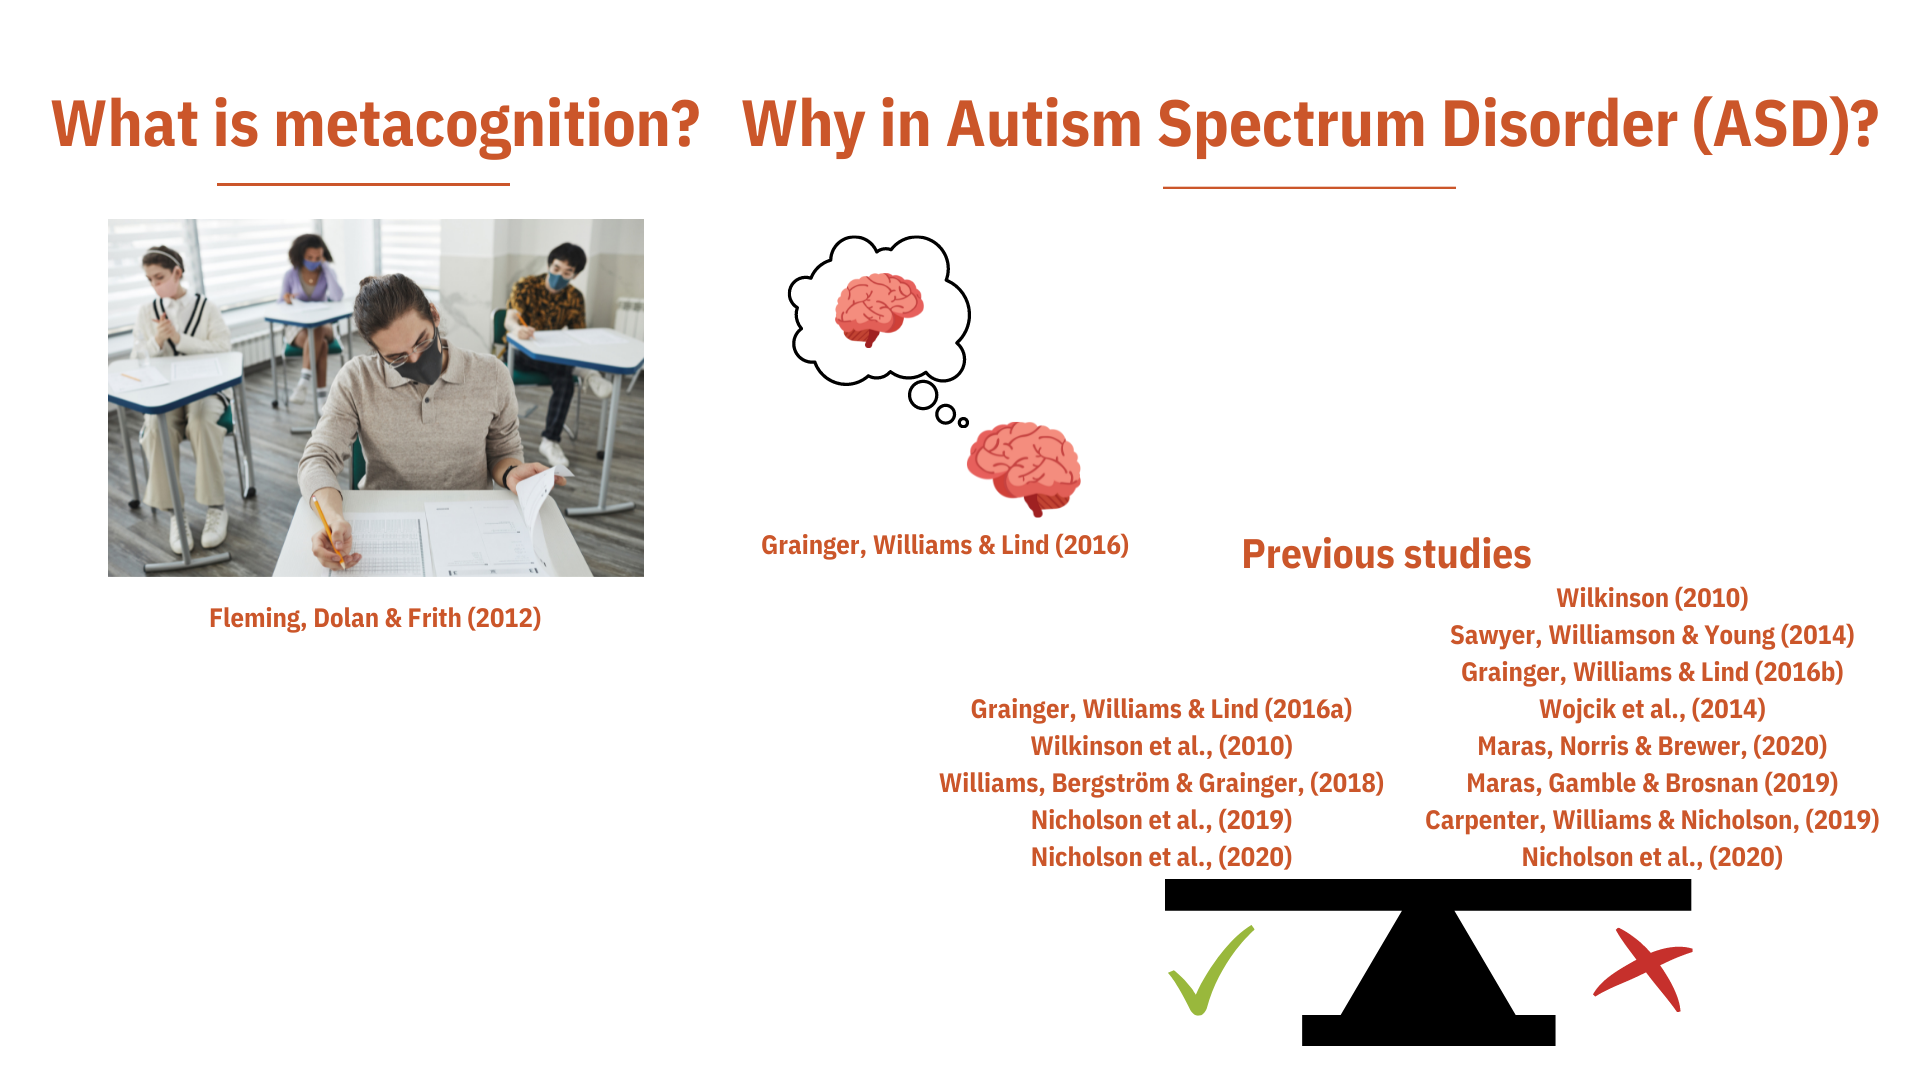 What is metacognition?
Why in Autism Spectrum Disorder (ASD)?
Fleming, Dolan & Frith (2012)
Grainger, Williams & Lind (2016)
Previous studies
Grainger, Williams & Lind (2016a)
Wilkinson et al., (2010)
Williams, Bergström & Grainger, (2018)
Nicholson et al., (2019)
Nicholson et al., (2020)
Wilkinson (2010)
Sawyer, Williamson & Young (2014)
Grainger, Williams & Lind (2016b)
Wojcik et al., (2014)
Maras, Norris & Brewer, (2020)
Maras, Gamble & Brosnan (2019)
Carpenter, Williams & Nicholson, (2019)
Nicholson et al., (2020)